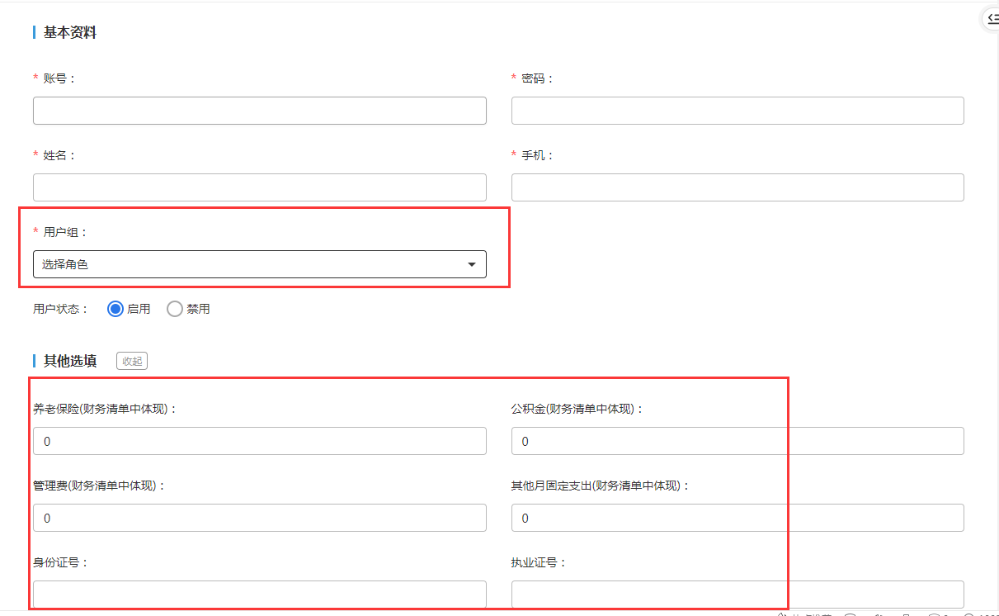 基本资料
* 账号：
* 密码：
* 姓名：
* 手机：
* 用户组：
选择角色
用户状态： 启用 禁用
其他选填 收起
养老保险(财务清单中体现)：
公积金(财务清单中体现)：
0
0
管理费(财务清单中体现)：
其他月固定支出(财务清单中体现)：
0
0
身份证号：
执业证号：